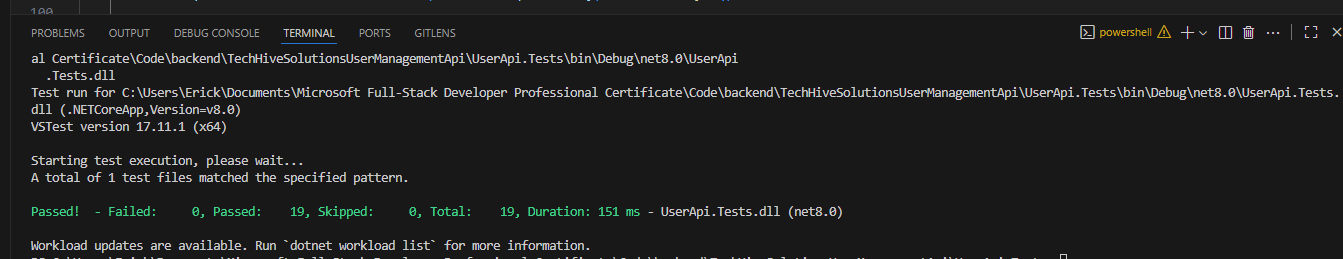 100
PROBLEMS OUTPUT DEBUG CONSOLE TERMINAL PORTS GITLENS powershell
al Certificate\Code\backend\TechHiveSolutionsUserManagementApi\UserApi.Tests\bin\Debug\net8.0\UserApi
.Tests.dll
Test run for C:\Users\Erick\Documents\Microsoft Full-Stack Developer Professional Certificate\Code\backend\TechHiveSolutionsUserManagementApi\UserApi.Tests\bin\Debug\net8.0\UserApi.Tests.
dll (.NETCoreApp,Version=v8.0)
VSTest version 17.11.1 (x64)
Starting test execution, please wait...
A total of 1 test files matched the specified pattern.
Passed!  - Failed:     0, Passed:    19, Skipped:     0, Total:    19, Duration: 151 ms - UserApi.Tests.dll (net8.0)
Workload updates are available. Run `dotnet workload list` for more information.